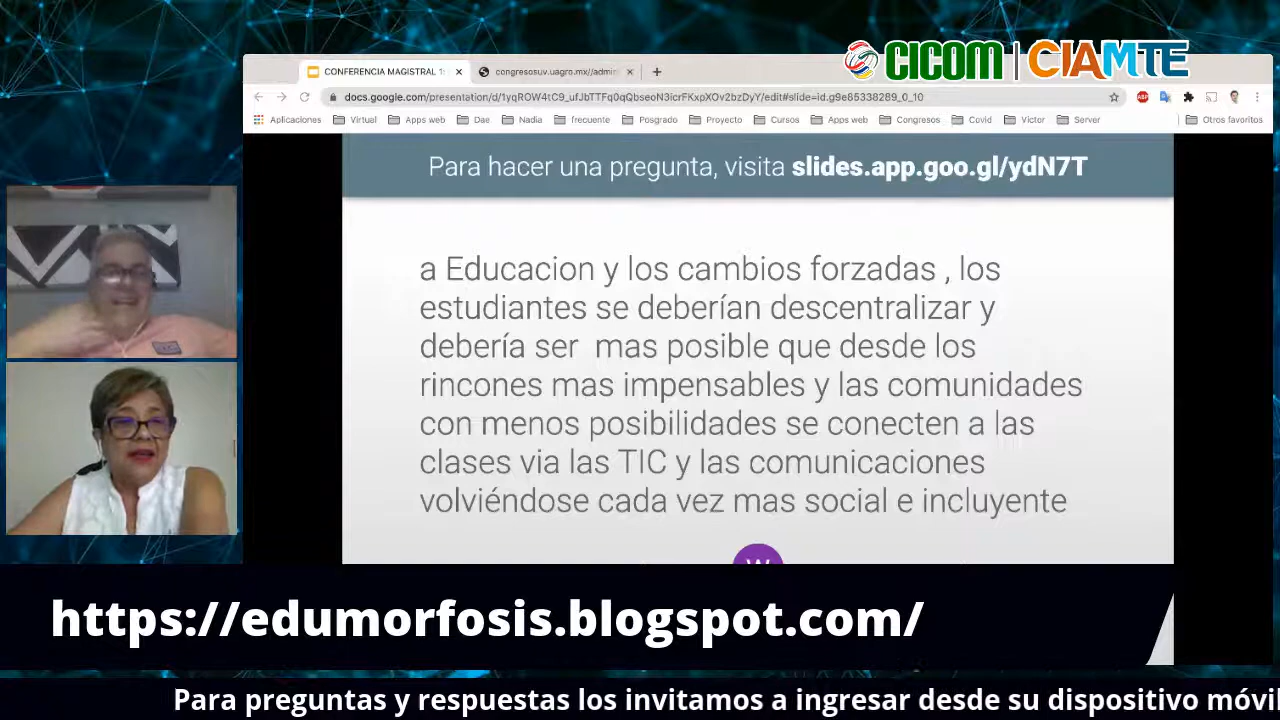 CICOM | CIAMTE
CONFERENCIA MAGISTRAL 1:
congresosuv.uagro.mx//admin
docs.google.com/presentation/d/1yqROW4tC9_ufJbTTFq0qQbseoN3icrFKxpXOv2bzDyY/edit#slide=id.g9e85338289_0_10
Aplicaciones Virtual Apps web Dae Nadia frecuente Posgrado Proyecto Cursos Apps web Congresos Covid Victor Server Otros favoritos
Para hacer una pregunta, visita slides.app.goo.gl/ydN7T
a Educacion y los cambios forzadas , los
estudiantes se deberían descentralizar y
debería ser mas posible que desde los
rincones mas impensables y las comunidades
con menos posibilidades se conecten a las
clases via las TIC y las comunicaciones
volviéndose cada vez mas social e incluyente
https://edumorfosis.blogspot.com/
Para preguntas y respuestas los invitamos a ingresar desde su dispositivo móvi